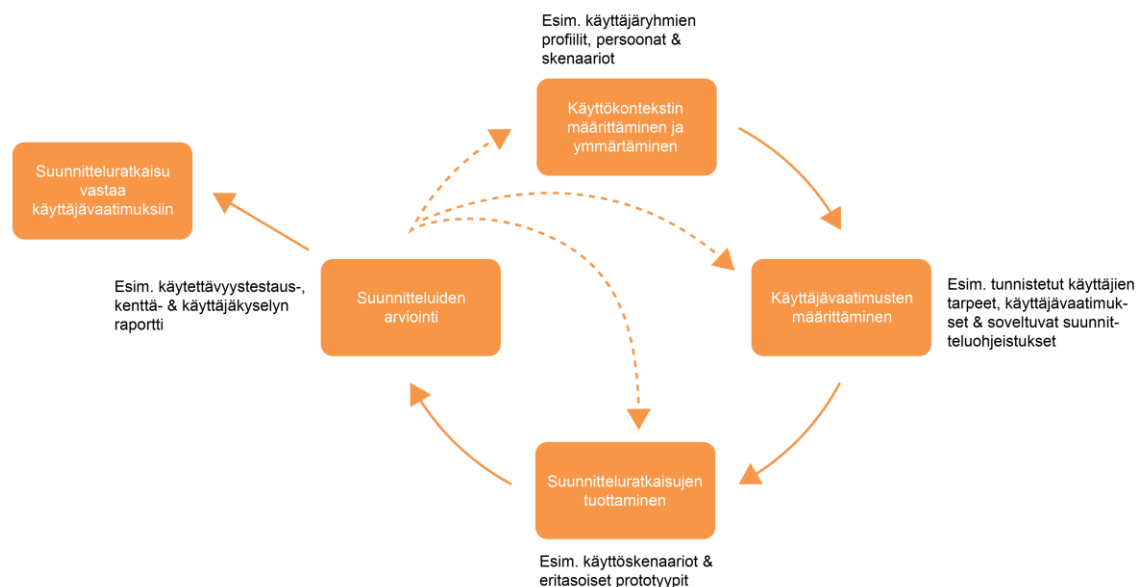 Esim. käyttäjäryhmien
profiilit, persoonat &
skenaariot
Käyttökontekstin
määrittäminen ja
ymmärtäminen
Suunnitteluratkaisu
vastaa
käyttäjävaatimuksiin
Esim. käytettävyystestaus-,
kenttä- & käyttäjäkyselyn
raportti
Suunnitteluiden
arviointi
Käyttäjävaatimusten
määrittäminen
Esim. tunnistetut käyttäjien
tarpeet, käyttäjävaatimuk-
set & soveltuvat suunnit-
teluohjeistukset
Suunnitteluratkaisujen
tuottaminen
Esim. käyttöskenaariot &
eritasoiset prototyypit